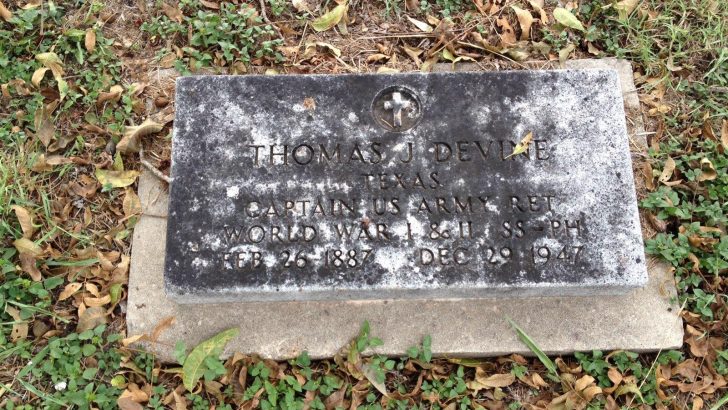 THOMAS J DEVINE
TEXAS
CAPTAIN US ARMY RET
WORLD WAR I & II SS-PH
FEB 26 1887 DEC 29 1947